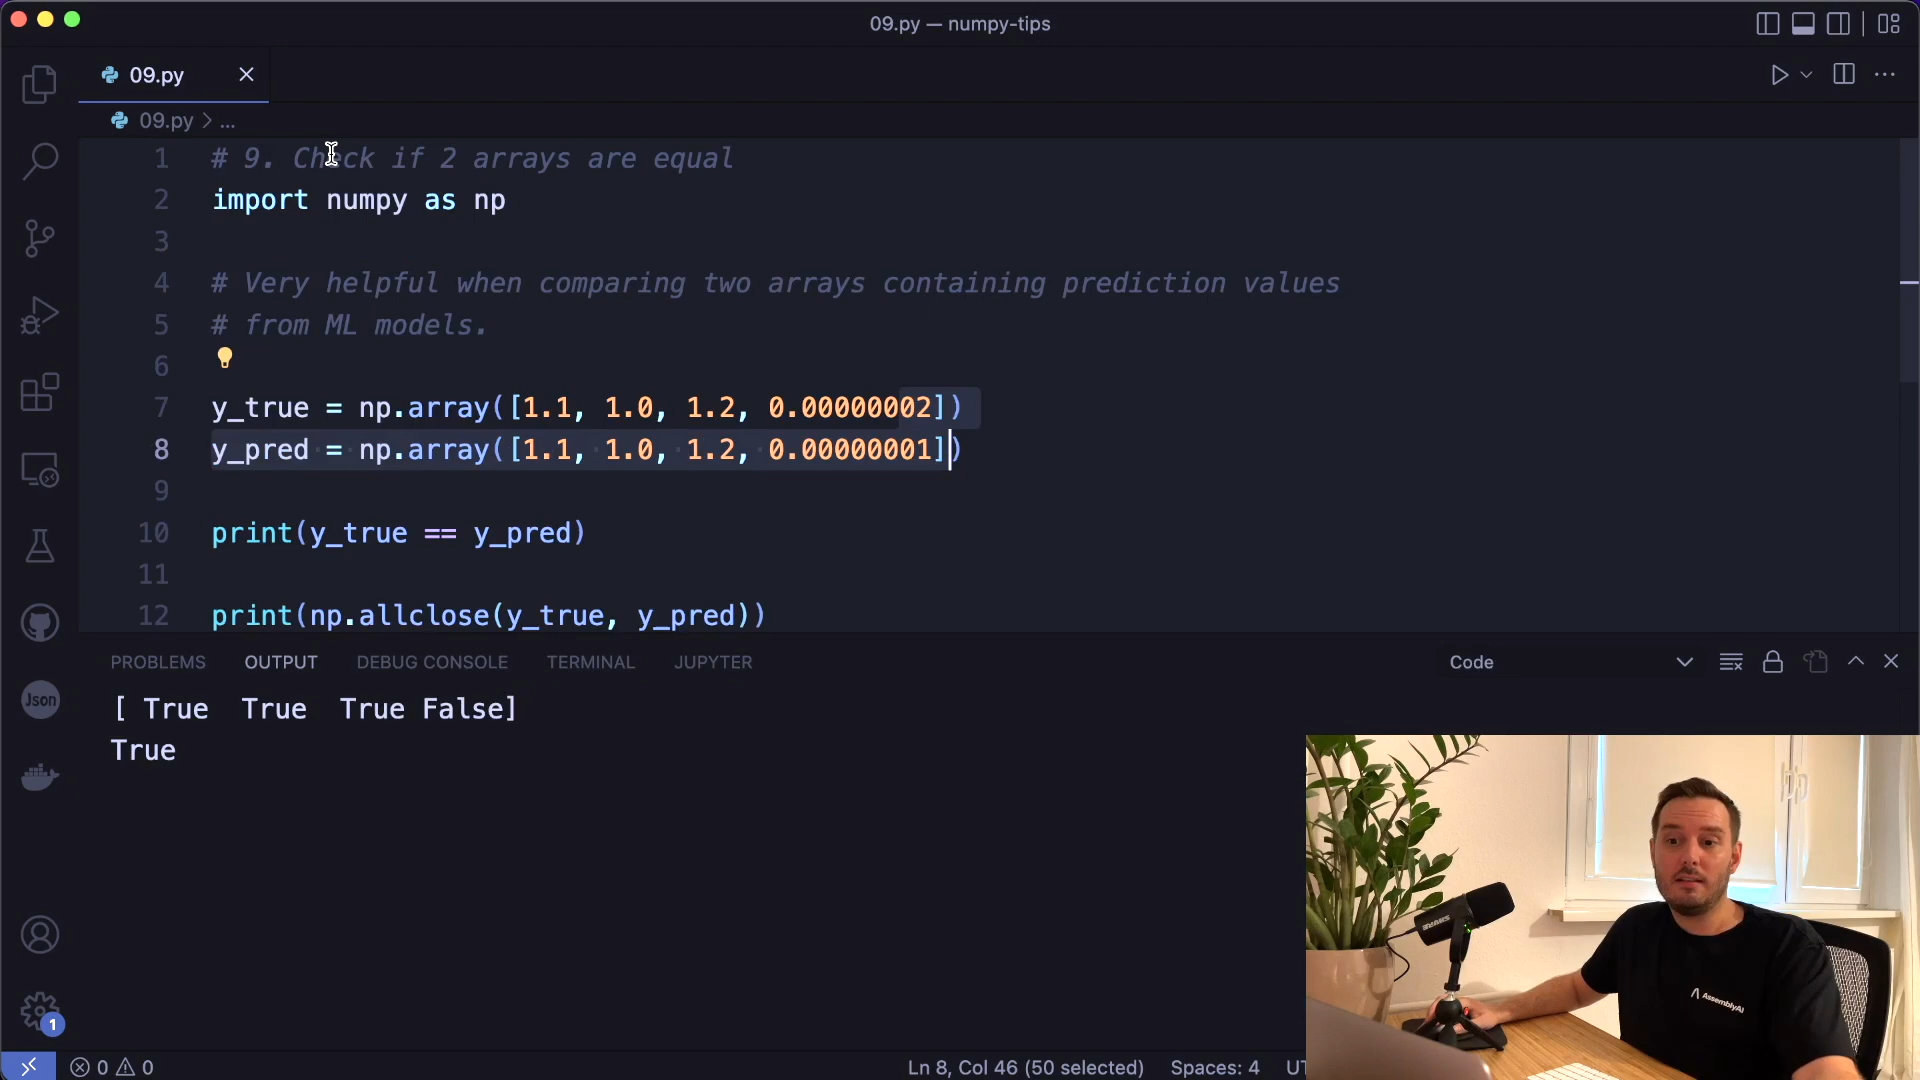 09.py — numpy-tips
09.py
09.py > ...
1 # 9. Check if 2 arrays are equal
2 import numpy as np
3
4 # Very helpful when comparing two arrays containing prediction values
5 # from ML models.
6
7 y_true = np.array([1.1, 1.0, 1.2, 0.00000002])
8 y_pred = np.array([1.1, 1.0, 1.2, 0.00000001])
9
10 print(y_true == y_pred)
11
12 print(np.allclose(y_true, y_pred))
PROBLEMS OUTPUT DEBUG CONSOLE TERMINAL JUPYTER Code
[ True  True  True False]
True
Json
SHURE
AssemblyAI
1
0 0 Ln 8, Col 46 (50 selected) Spaces: 4 UT